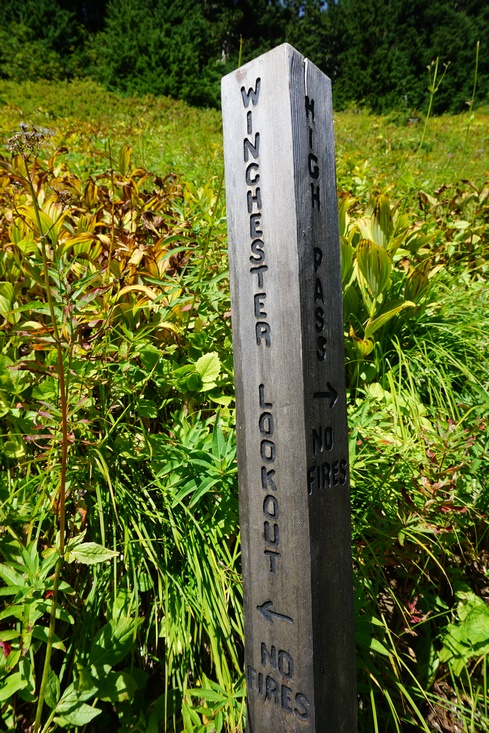 WINCHESTER LOOKOUT
←
NO
FIRES
HIGH PASS
→
NO
FIRES